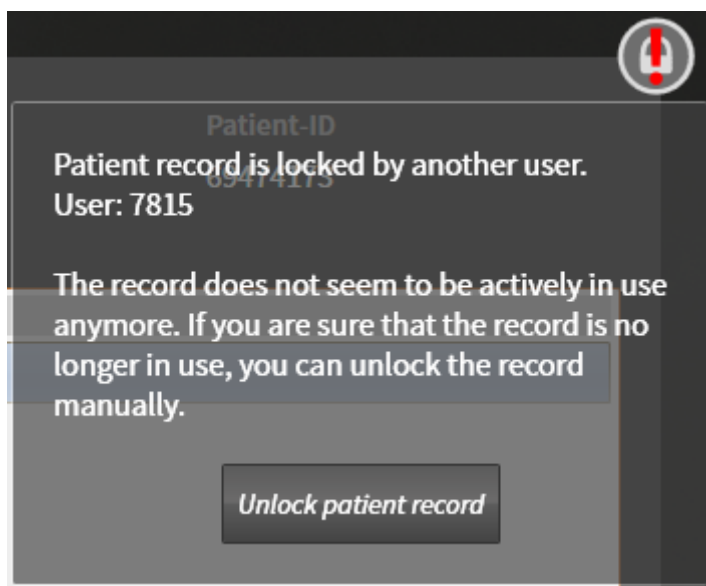 Patient-ID
Patient record is locked by another user.
69474173
User: 7815
The record does not seem to be actively in use
anymore. If you are sure that the record is no
longer in use, you can unlock the record
manually.
Unlock patient record